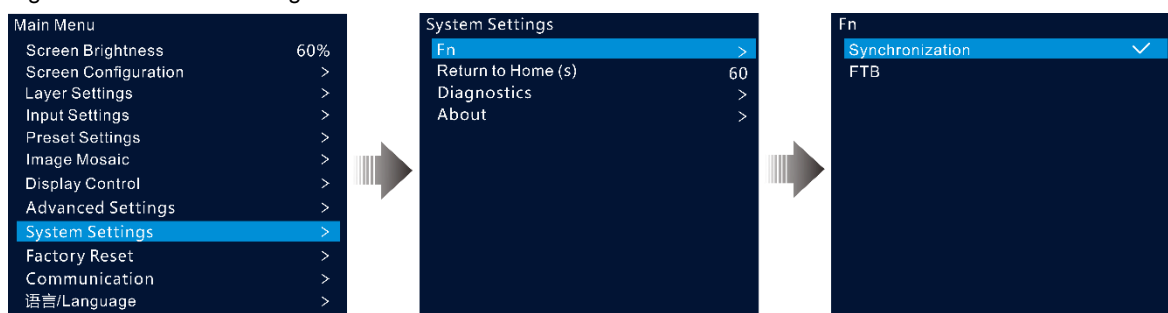 Main Menu
Screen Brightness 60%
Screen Configuration >
Layer Settings >
Input Settings >
Preset Settings >
Image Mosaic >
Display Control >
Advanced Settings >
System Settings >
Factory Reset >
Communication >
语言/Language >
System Settings
Fn >
Return to Home (s) 60
Diagnostics >
About >
Fn
Synchronization ✓
FTB